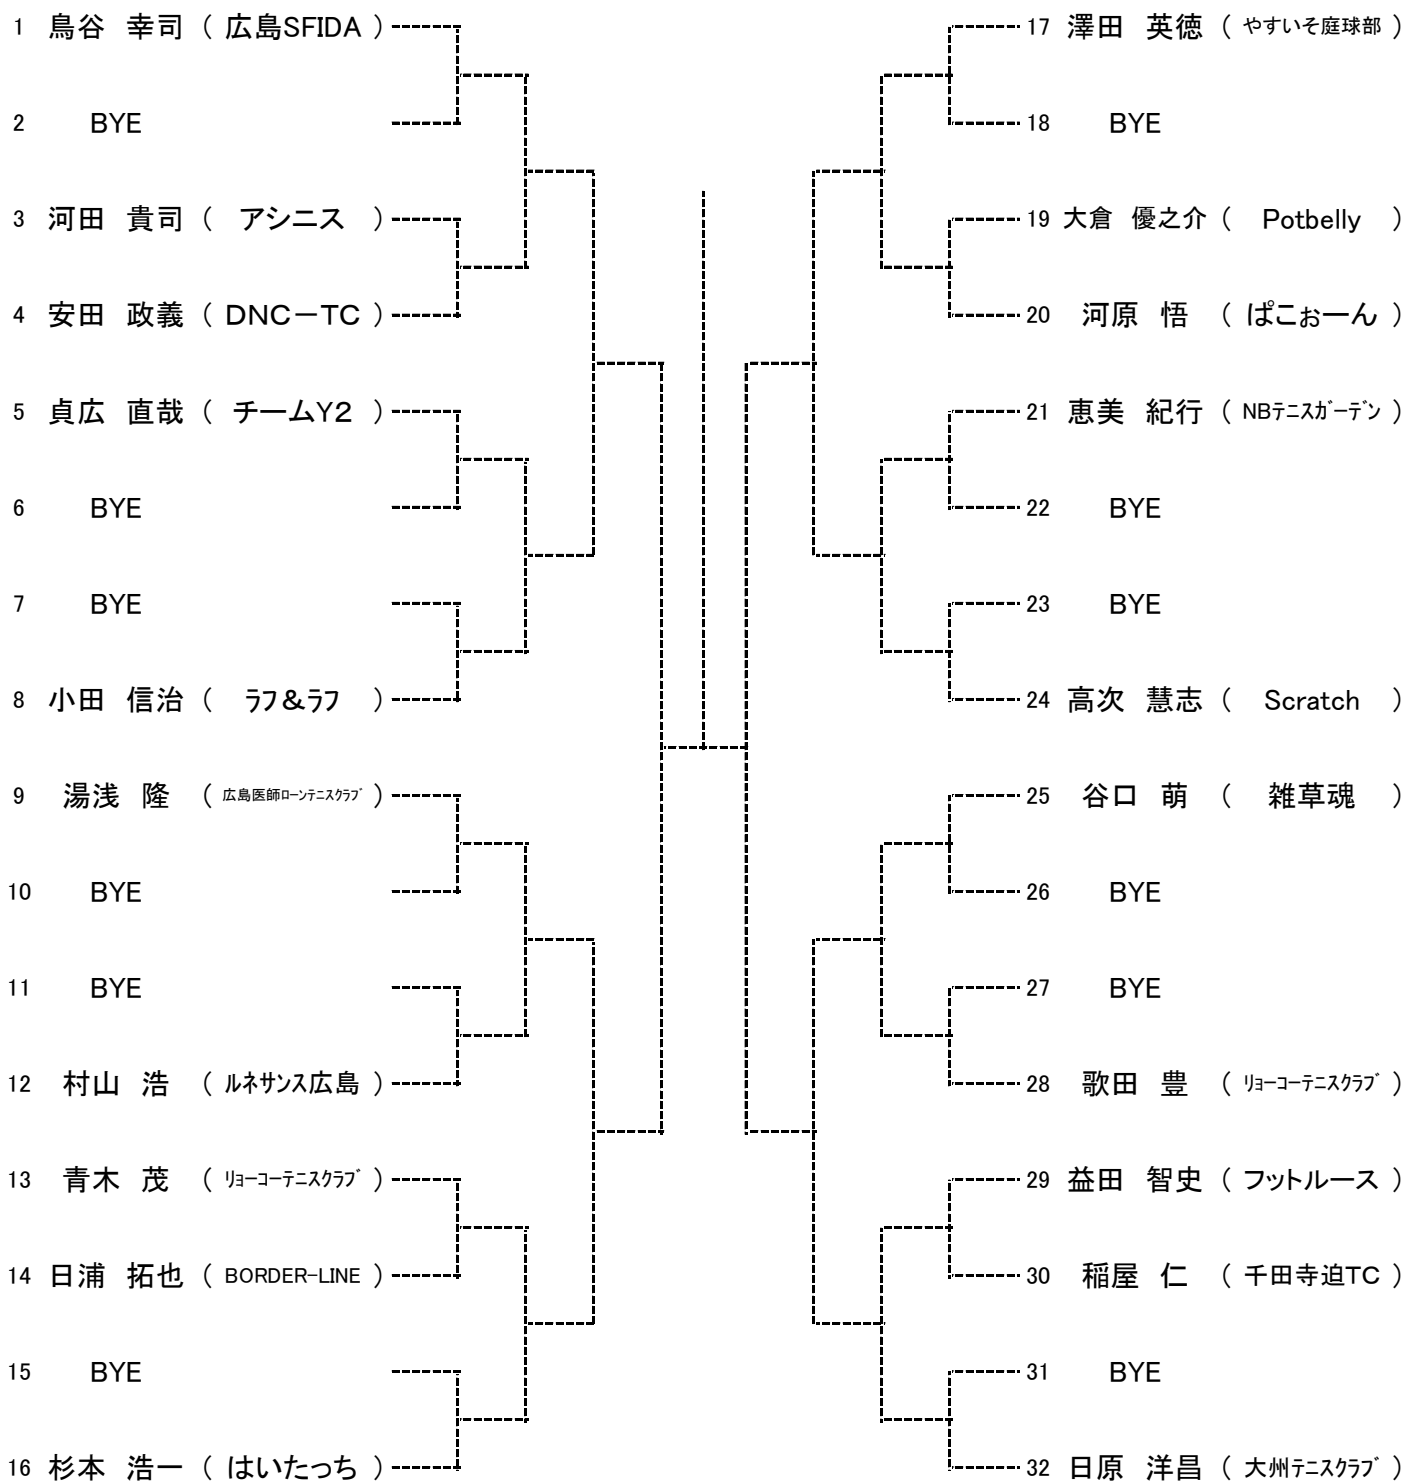 1 鳥谷 幸司 ( 広島SFIDA )
2 BYE
3 河田 貴司 ( アシニス )
4 安田 政義 ( DNC-TC )
5 貞広 直哉 ( チームY2 )
6 BYE
7 BYE
8 小田 信治 ( ラフ&ラフ )
9 湯浅 隆 ( 広島医師ローンテニスクラブ )
10 BYE
11 BYE
12 村山 浩 ( ルネサンス広島 )
13 青木 茂 ( リョーコーテニスクラブ )
14 日浦 拓也 ( BORDER-LINE )
15 BYE
16 杉本 浩一 ( はいたっち )
17 澤田 英徳 ( やすいそ庭球部 )
18 BYE
19 大倉 優之介 ( Potbelly )
20 河原 悟 ( ぱこぉーん )
21 恵美 紀行 ( NBテニスガーデン )
22 BYE
23 BYE
24 高次 慧志 ( Scratch )
25 谷口 萌 ( 雑草魂 )
26 BYE
27 BYE
28 歌田 豊 ( リョーコーテニスクラブ )
29 益田 智史 ( フットルース )
30 稲屋 仁 ( 千田寺迫TC )
31 BYE
32 日原 洋昌 ( 大州テニスクラブ )